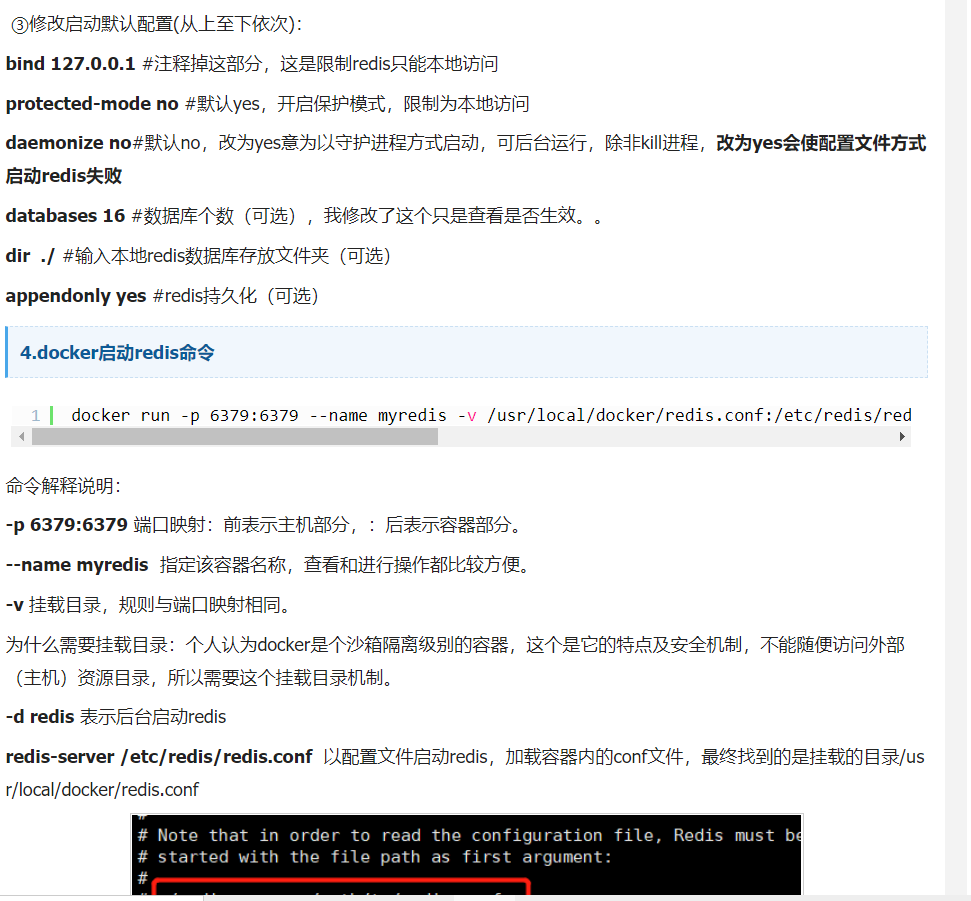 ③修改启动默认配置(从上至下依次)：
bind 127.0.0.1 #注释掉这部分，这是限制redis只能本地访问
protected-mode no #默认yes，开启保护模式，限制为本地访问
daemonize no#默认no，改为yes意为以守护进程方式启动，可后台运行，除非kill进程，改为yes会使配置文件方式
启动redis失败
databases 16 #数据库个数（可选），我修改了这个只是查看是否生效。。
dir  ./ #输入本地redis数据库存放文件夹（可选）
appendonly yes #redis持久化（可选）
4.docker启动redis命令
1 docker run -p 6379:6379 --name myredis -v /usr/local/docker/redis.conf:/etc/redis/red
命令解释说明：
-p 6379:6379 端口映射：前表示主机部分，：后表示容器部分。
--name myredis  指定该容器名称，查看和进行操作都比较方便。
-v 挂载目录，规则与端口映射相同。
为什么需要挂载目录：个人认为docker是个沙箱隔离级别的容器，这个是它的特点及安全机制，不能随便访问外部
（主机）资源目录，所以需要这个挂载目录机制。
-d redis 表示后台启动redis
redis-server /etc/redis/redis.conf  以配置文件启动redis，加载容器内的conf文件，最终找到的是挂载的目录/us
r/local/docker/redis.conf
#
# Note that in order to read the configuration file, Redis must be
# started with the file path as first argument:
#